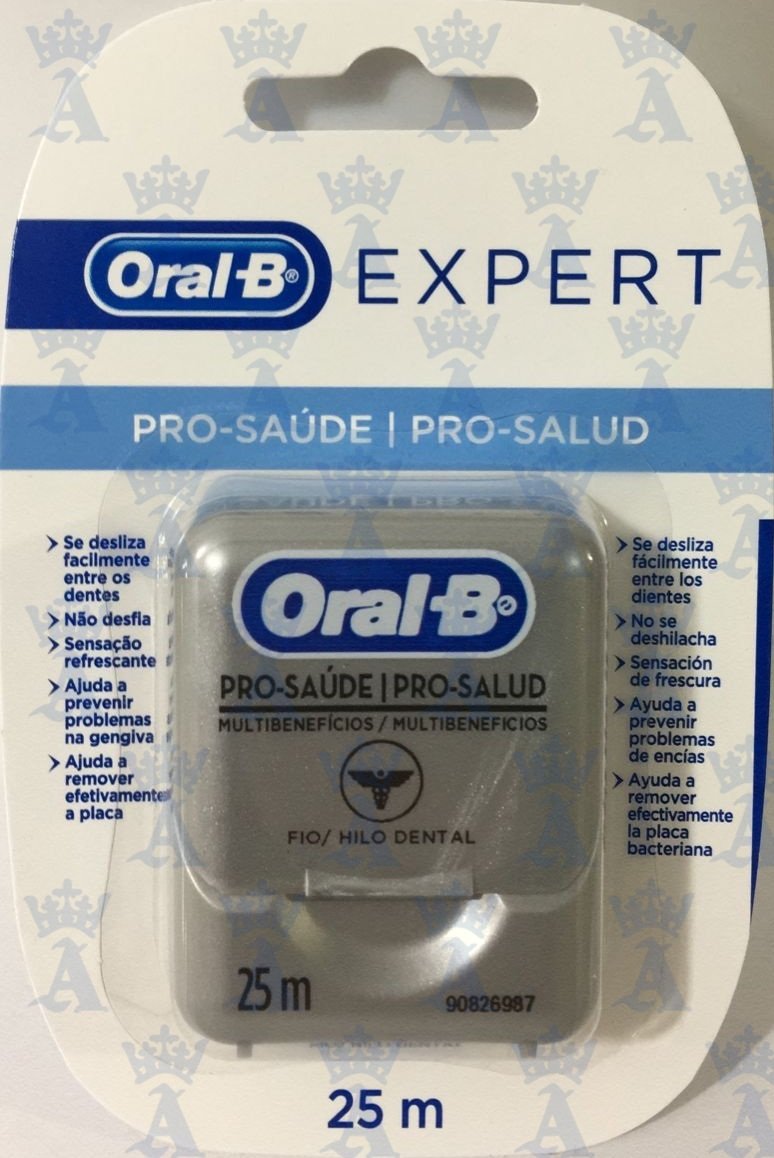 Oral-B® EXPERT
PRO-SAÚDE | PRO-SALUD
Se desliza
facilmente
entre os
dentes
Não desfia
Sensação
refrescante
Ajuda a
prevenir
problemas
na gengiva
Ajuda a
remover
efetivamente
a placa
Oral-B®
PRO-SAÚDE | PRO-SALUD
MULTIBENEFÍCIOS / MULTIBENEFICIOS
FIO/ HILO DENTAL
25 m
90826987
Se desliza
fácilmente
entre los
dientes
No se
deshilacha
Sensación
de frescura
Ayuda a
prevenir
problemas
de encías
Ayuda a
remover
efectivamente
la placa
bacteriana
25 m
A